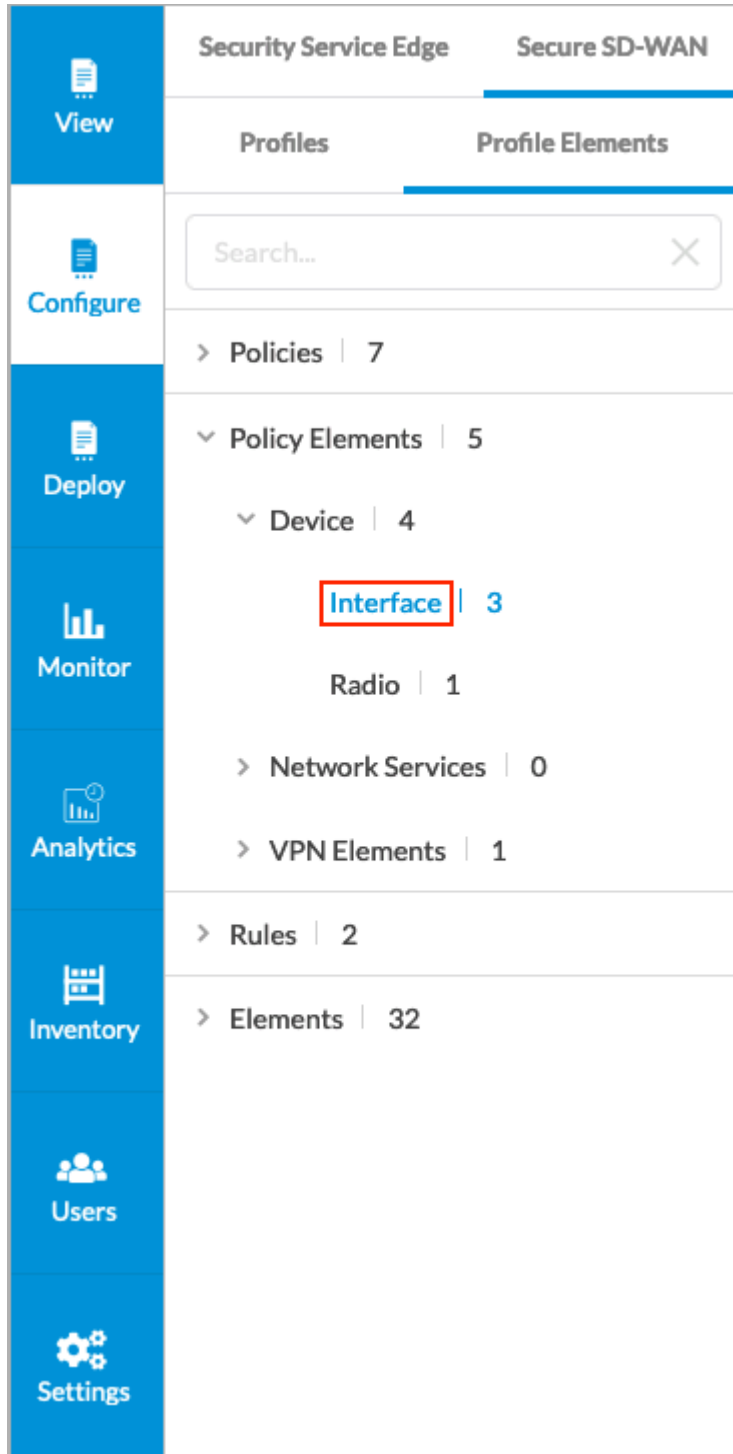 View
Configure
Deploy
Monitor
Analytics
Inventory
Users
Settings
Security Service Edge Secure SD-WAN
Profiles Profile Elements
Search...
Policies 7
Policy Elements 5
Device 4
Interface 3
Radio 1
Network Services 0
VPN Elements 1
Rules 2
Elements 32